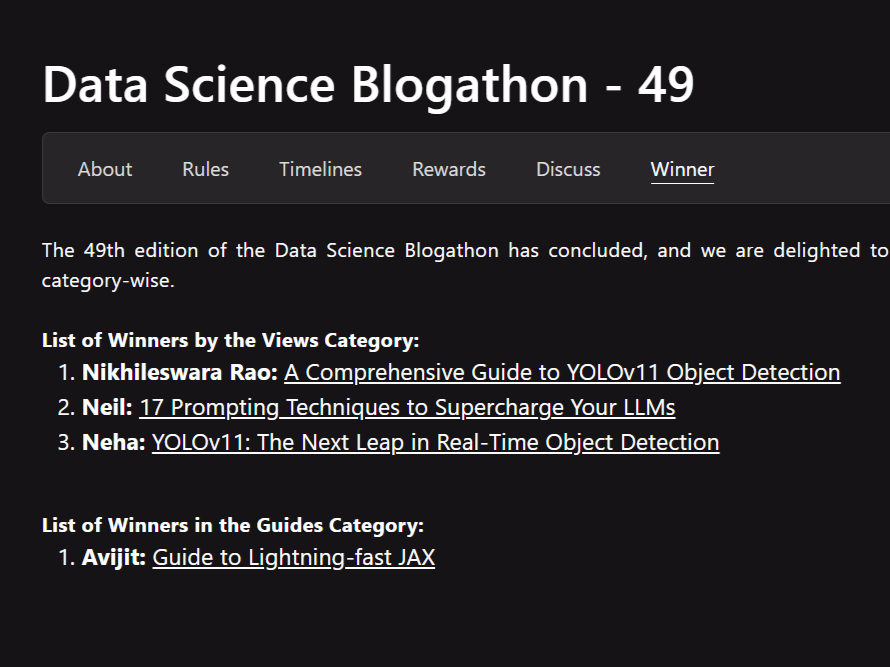 Data Science Blogathon - 49
About Rules Timelines Rewards Discuss Winner
The 49th edition of the Data Science Blogathon has concluded, and we are delighted to
category-wise.
List of Winners by the Views Category:
1. Nikhileswara Rao: A Comprehensive Guide to YOLOv11 Object Detection
2. Neil: 17 Prompting Techniques to Supercharge Your LLMs
3. Neha: YOLOv11: The Next Leap in Real-Time Object Detection
List of Winners in the Guides Category:
1. Avijit: Guide to Lightning-fast JAX